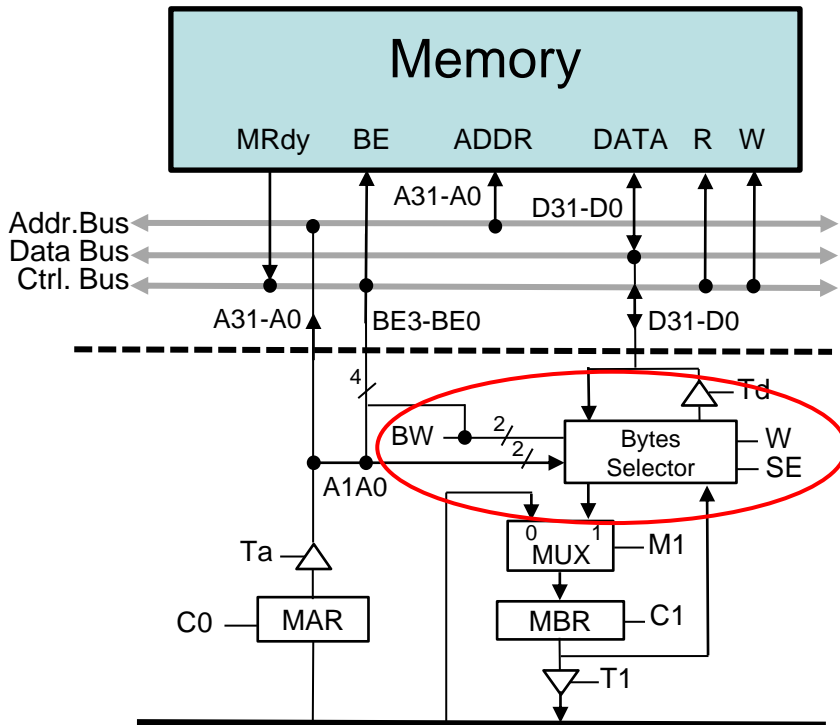 Memory
MRdy BE ADDR DATA R W
A31-A0 D31-D0
Addr.Bus
Data Bus
Ctrl. Bus
A31-A0 BE3-BE0 D31-D0
4 Td
BW 2 Bytes W
2 Selector SE
A1A0
0 1
Ta MUX M1
C0 MAR MBR C1
T1